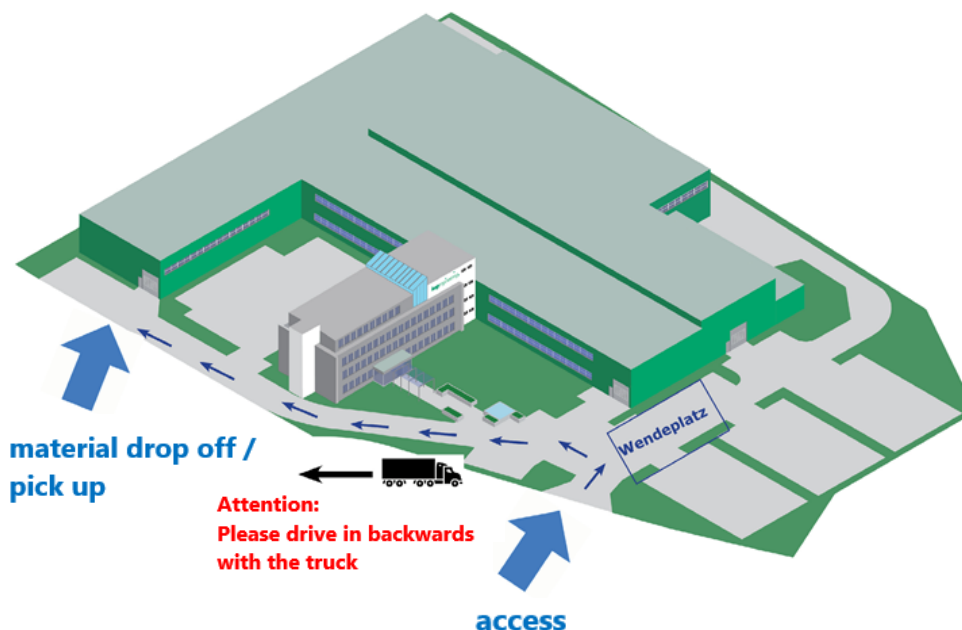 Wendeplatz
material drop off /
pick up
Attention:
Please drive in backwards
with the truck
access